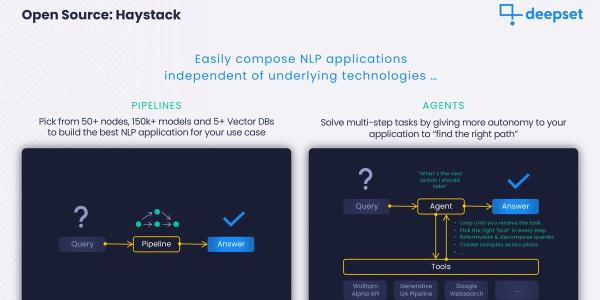 Open Source: Haystack
deepset
Easily compose NLP applications
independent of underlying technologies ...
PIPELINES
Pick from 50+ nodes, 150k+ models and 5+ Vector DBs
to build the best NLP application for your use case
?
Query
Pipeline
Answer
AGENTS
Solve multi-step tasks by giving more autonomy to your
application to “find the right path”
?
"What's the next
action I should
take"
Query
Agent
Answer
• Loop until you resolve the task
• Pick the right "tool" in every step
• Reformulate & decompose queries
• Create complex action plans
• ...
Tools
Wolfram
Alpha API
Generative
QA Pipeline
Google
Websearch
...